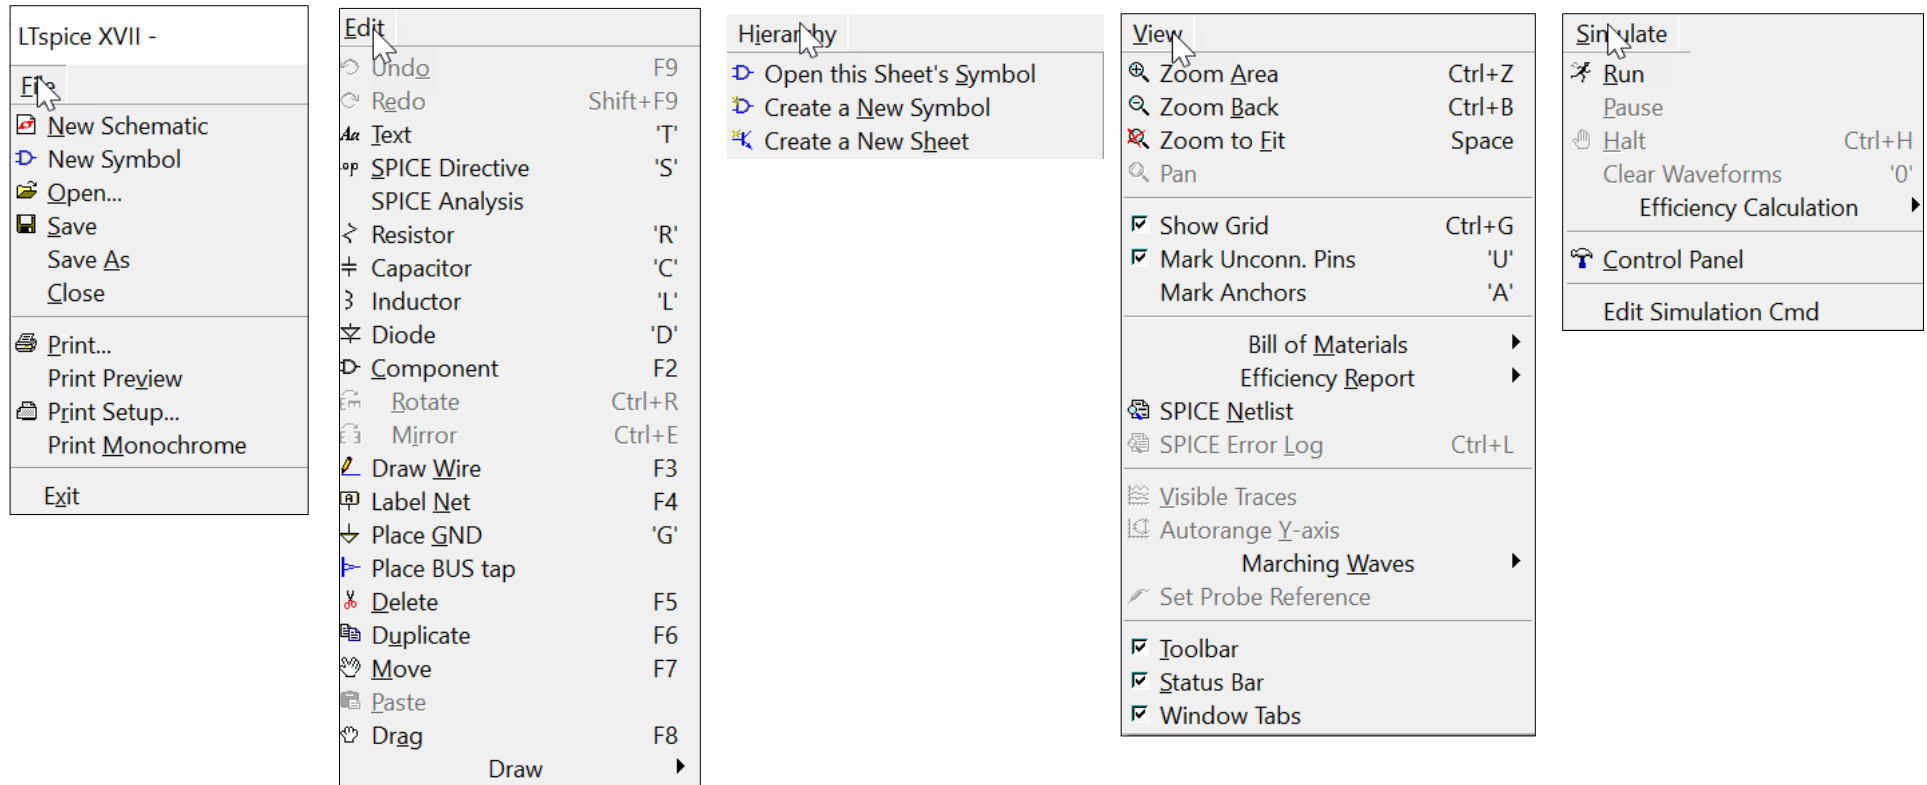 LTspice XVII -
File
New Schematic
New Symbol
Open...
Save
Save As
Close
Print...
Print Preview
Print Setup...
Print Monochrome
Exit
Edit
Undo F9
Redo Shift+F9
Text 'T'
SPICE Directive 'S'
SPICE Analysis
Resistor 'R'
Capacitor 'C'
Inductor 'L'
Diode 'D'
Component F2
Rotate Ctrl+R
Mirror Ctrl+E
Draw Wire F3
Label Net F4
Place GND 'G'
Place BUS tap
Delete F5
Duplicate F6
Move F7
Paste
Drag F8
Draw
Hierarchy
Open this Sheet's Symbol
Create a New Symbol
Create a New Sheet
View
Zoom Area Ctrl+Z
Zoom Back Ctrl+B
Zoom to Fit Space
Pan
Show Grid Ctrl+G
Mark Unconn. Pins 'U'
Mark Anchors 'A'
Bill of Materials
Efficiency Report
SPICE Netlist
SPICE Error Log Ctrl+L
Visible Traces
Autorange Y-axis
Marching Waves
Set Probe Reference
Toolbar
Status Bar
Window Tabs
Simulate
Run
Pause
Halt Ctrl+H
Clear Waveforms '0'
Efficiency Calculation
Control Panel
Edit Simulation Cmd